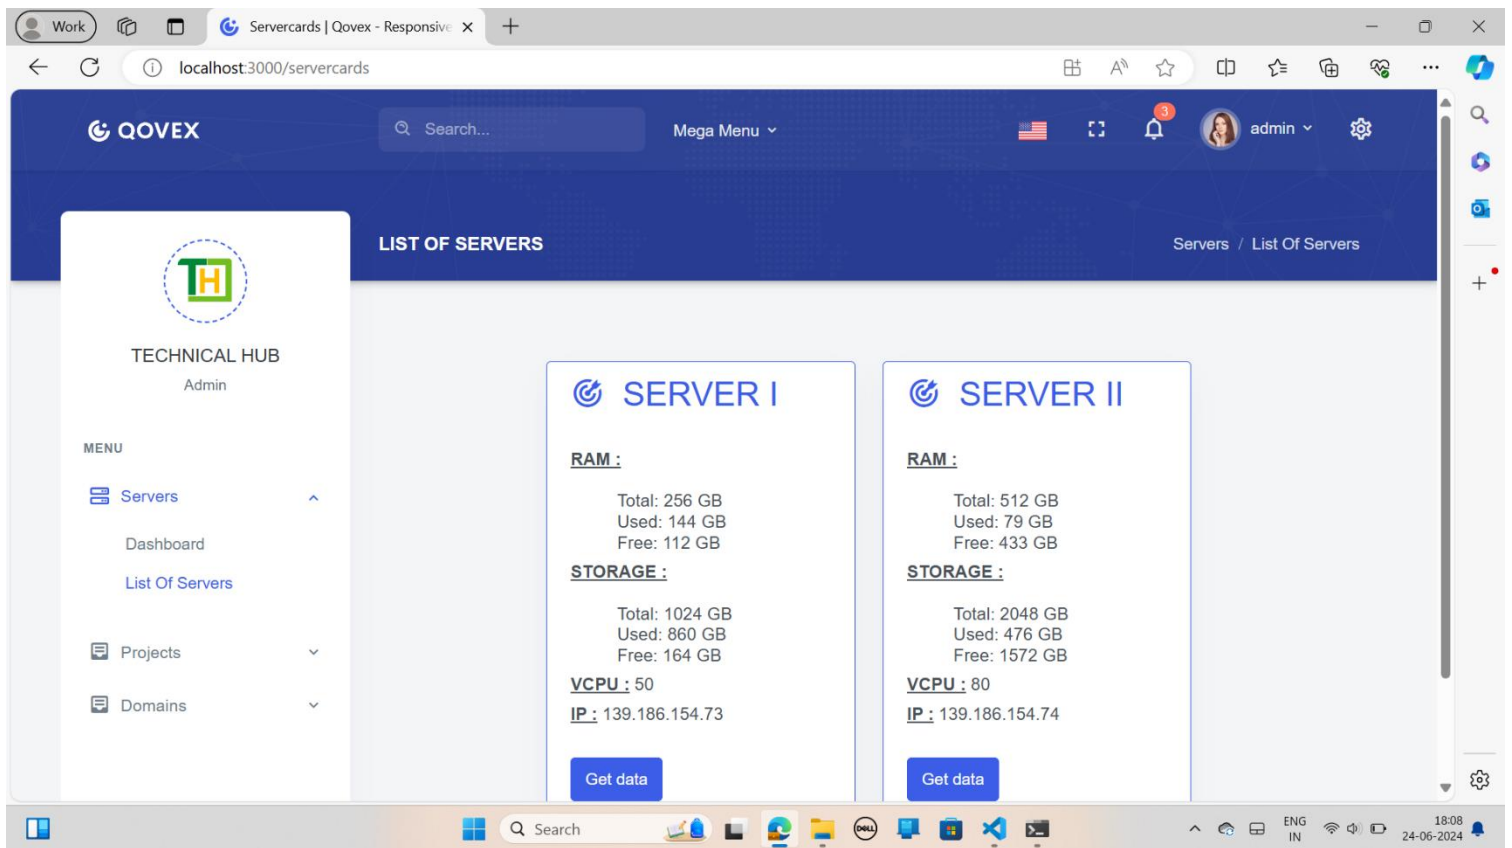 Work
Servercards | Qovex - Responsive
localhost:3000/servercards
QOVEX
Search...
Mega Menu
3
admin
LIST OF SERVERS
Servers / List Of Servers
TH
TECHNICAL HUB
Admin
MENU
Servers
Dashboard
List Of Servers
Projects
Domains
SERVER I
RAM :
Total: 256 GB
Used: 144 GB
Free: 112 GB
STORAGE :
Total: 1024 GB
Used: 860 GB
Free: 164 GB
VCPU : 50
IP : 139.186.154.73
Get data
SERVER II
RAM :
Total: 512 GB
Used: 79 GB
Free: 433 GB
STORAGE :
Total: 2048 GB
Used: 476 GB
Free: 1572 GB
VCPU : 80
IP : 139.186.154.74
Get data
Search
DELL
ENG
IN
18:08
24-06-2024